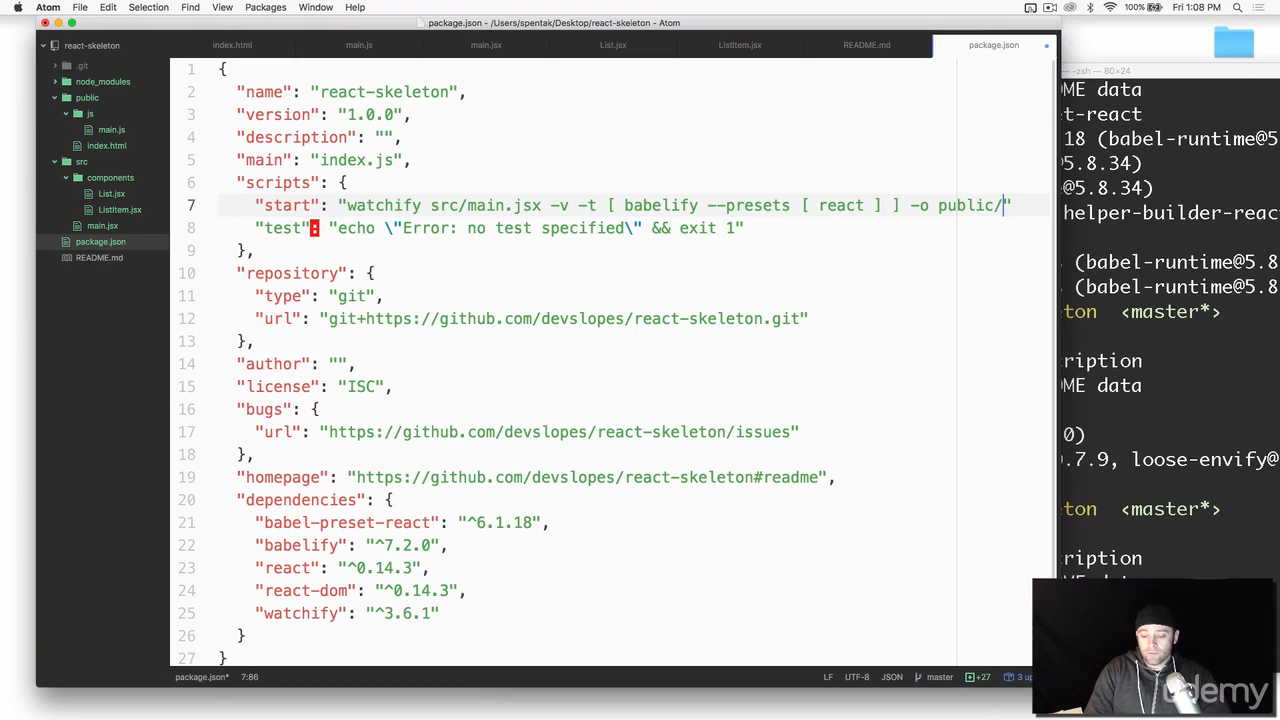 Atom File Edit Selection Find View Packages Window Help 100% Fri 1:08 PM
package.json - /Users/spentak/Desktop/react-skeleton - Atom
react-skeleton
.git
node_modules
public
js
main.js
index.html
src
components
List.jsx
ListItem.jsx
main.jsx
package.json
README.md
index.html main.js main.jsx List.jsx ListItem.jsx README.md package.json
1 {
2 "name": "react-skeleton",
3 "version": "1.0.0",
4 "description": "",
5 "main": "index.js",
6 "scripts": {
7 "start": "watchify src/main.jsx -v -t [ babelify --presets [ react ] ] -o public/"
8 "test": "echo \"Error: no test specified\" && exit 1"
9 },
10 "repository": {
11 "type": "git",
12 "url": "git+https://github.com/devslopes/react-skeleton.git"
13 },
14 "author": "",
15 "license": "ISC",
16 "bugs": {
17 "url": "https://github.com/devslopes/react-skeleton/issues"
18 },
19 "homepage": "https://github.com/devslopes/react-skeleton#readme",
20 "dependencies": {
21 "babel-preset-react": "^6.1.18",
22 "babelify": "^7.2.0",
23 "react": "^0.14.3",
24 "react-dom": "^0.14.3",
25 "watchify": "^3.6.1"
26 }
27 }
package.json* 7:86 LF UTF-8 JSON master +27 3 up
-zsh — 80×24
ME data
et-react
18 (babel-runtime@5.8
@5.8.34)
@5.8.34)
helper-builder-reac
(babel-runtime@5.8
(babel-runtime@5.8
ton <master*>
ription
ME data
0)
0.7.9, loose-envify@
ton <master*>
ription
udemy